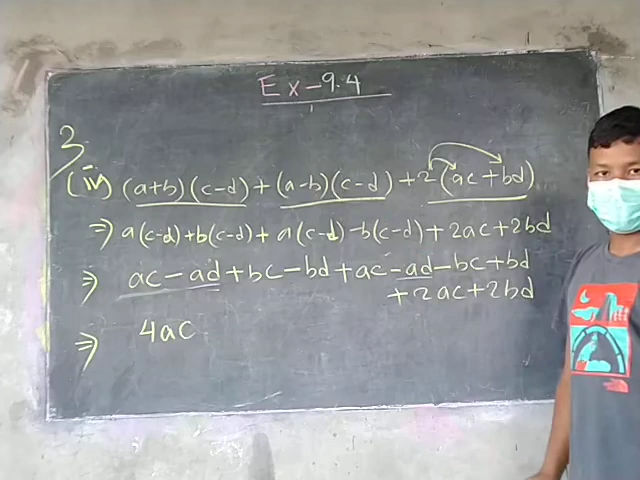 Ex-9.4
3
(iv) (a+b)(c-d)+(a-b)(c-d)+2(ac+bd)
⇒ a(c-d)+b(c-d)+a(c-d)-b(c-d)+2ac+2bd
⇒ ac-ad+bc-bd+ac-ad-bc+bd
+2ac+2bd
⇒ 4ac